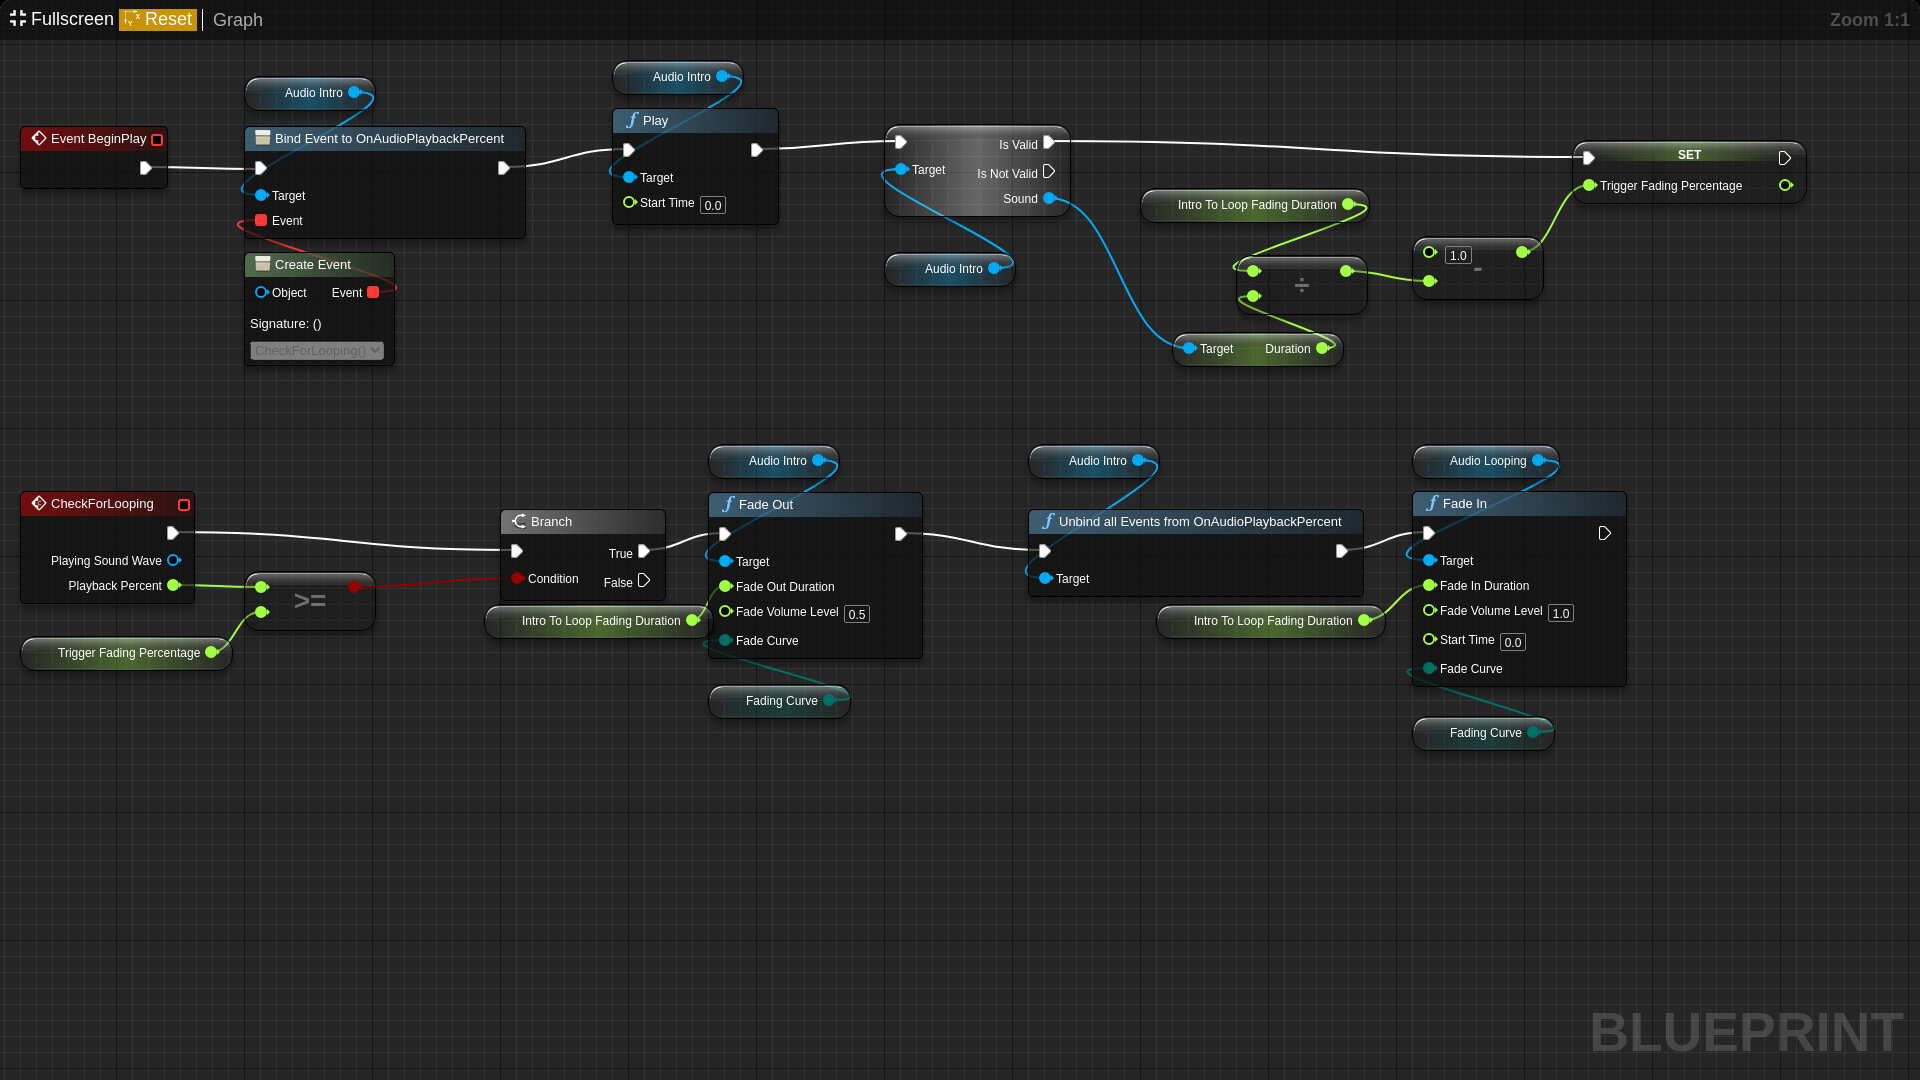 Fullscreen Reset Graph Zoom 1:1
Audio Intro
Event BeginPlay
Bind Event to OnAudioPlaybackPercent
Target
Event
Create Event
Object Event
Signature: ()
CheckForLooping()
Audio Intro
Play
Target
Start Time 0.0
Is Valid
Target Is Not Valid
Sound
Audio Intro
Intro To Loop Fading Duration
÷
Target Duration
1.0
-
SET
Trigger Fading Percentage
CheckForLooping
Playing Sound Wave
Playback Percent
>=
Trigger Fading Percentage
Branch
True
Condition False
Intro To Loop Fading Duration
Audio Intro
Fade Out
Target
Fade Out Duration
Fade Volume Level 0.5
Fade Curve
Fading Curve
Audio Intro
Unbind all Events from OnAudioPlaybackPercent
Target
Intro To Loop Fading Duration
Audio Looping
Fade In
Target
Fade In Duration
Fade Volume Level 1.0
Start Time 0.0
Fade Curve
Fading Curve
BLUEPRINT